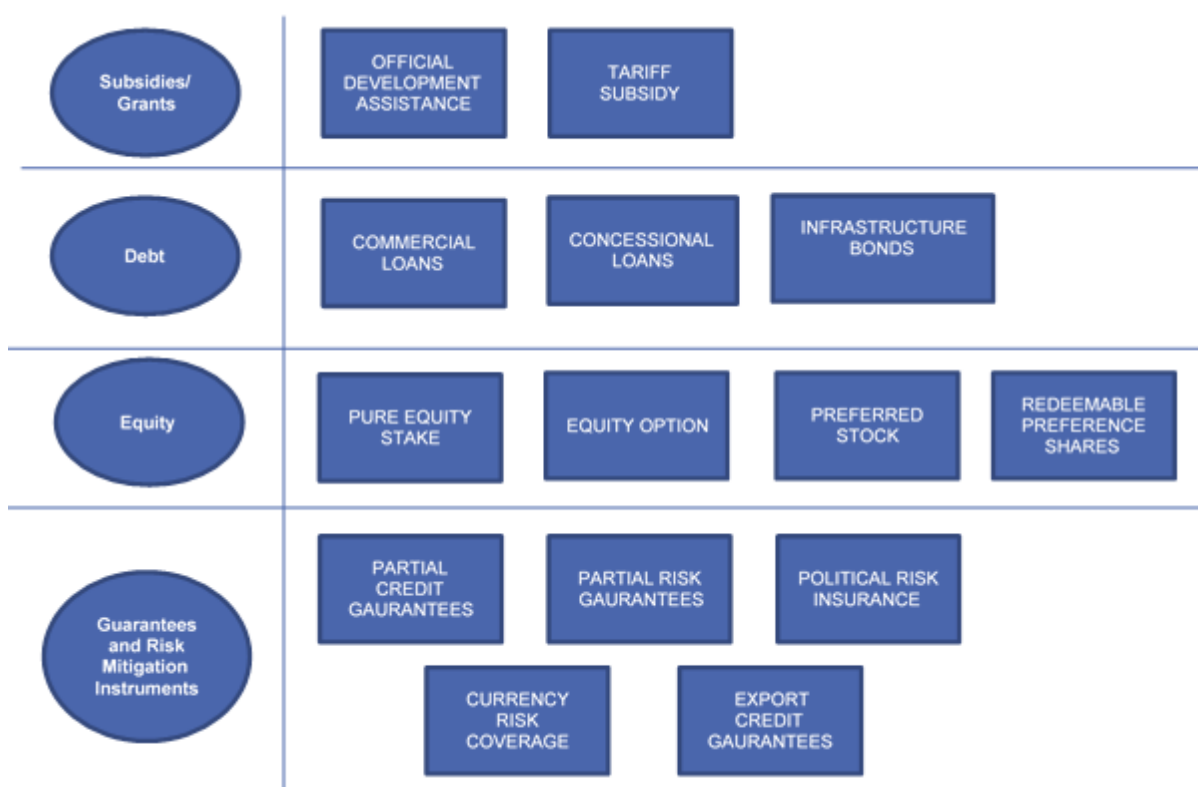 Subsidies/
Grants
OFFICIAL
DEVELOPMENT
ASSISTANCE
TARIFF
SUBSIDY
Debt
COMMERCIAL
LOANS
CONCESSIONAL
LOANS
INFRASTRUCTURE
BONDS
Equity
PURE EQUITY
STAKE
EQUITY OPTION
PREFERRED
STOCK
REDEEMABLE
PREFERENCE
SHARES
Guarantees
and Risk
Mitigation
Instruments
PARTIAL
CREDIT
GAURANTEES
PARTIAL RISK
GAURANTEES
POLITICAL RISK
INSURANCE
CURRENCY
RISK
COVERAGE
EXPORT
CREDIT
GAURANTEES